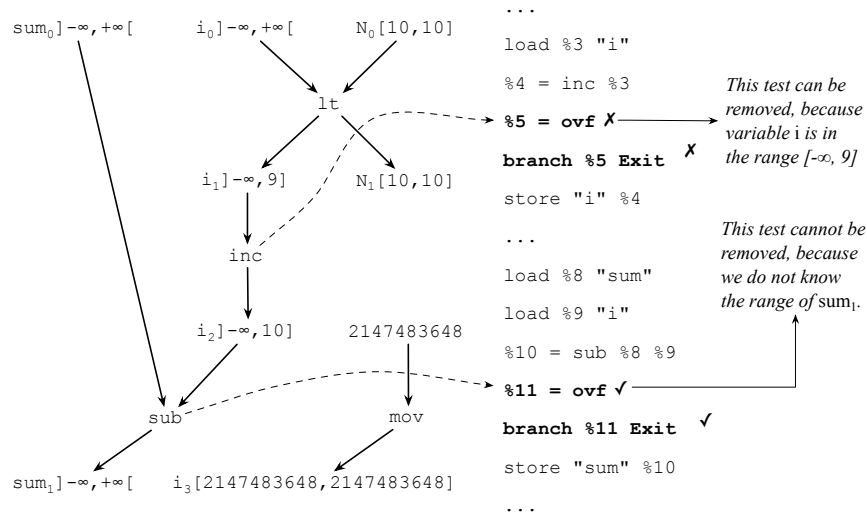 sum0]-∞,+∞[ i0]-∞,+∞[ N0[10,10]
lt
i1]-∞,9] N1[10,10]
inc
i2]-∞,10] 2147483648
sub mov
sum1]-∞,+∞[ i3[2147483648,2147483648]
...
load %3 "i"
%4 = inc %3
%5 = ovf ✗
branch %5 Exit ✗
store "i" %4
...
load %8 "sum"
load %9 "i"
%10 = sub %8 %9
%11 = ovf ✓
branch %11 Exit ✓
store "sum" %10
...
This test can be
removed, because
variable i is in
the range [-∞, 9]
This test cannot be
removed, because
we do not know
the range of sum1.